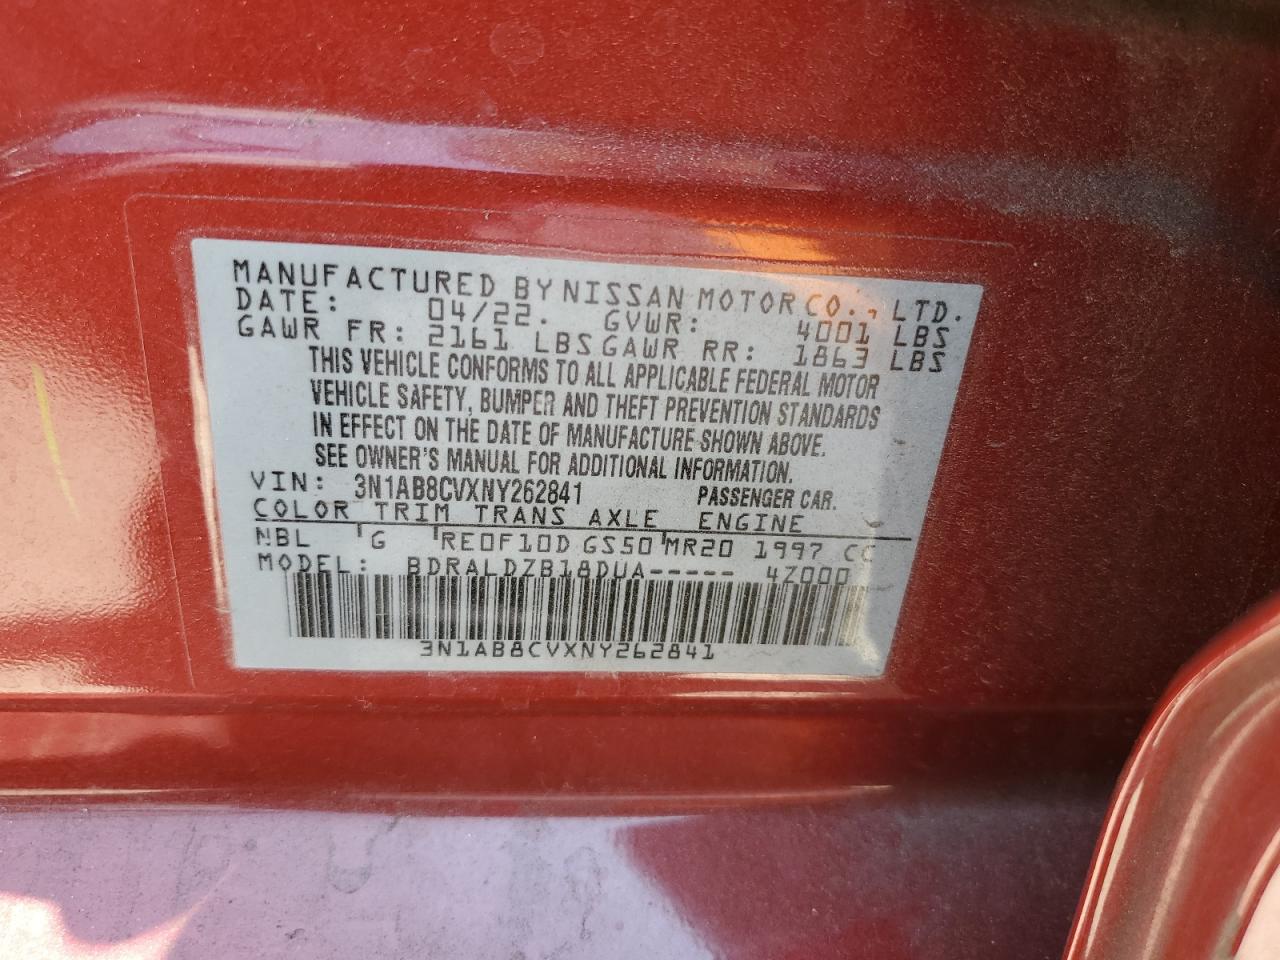 MANUFACTURED BY NISSAN MOTOR CO., LTD.
DATE: 04/22. GVWR: 4001 LBS
GAWR FR: 2161 LBS GAWR RR: 1863 LBS
THIS VEHICLE CONFORMS TO ALL APPLICABLE FEDERAL MOTOR
VEHICLE SAFETY, BUMPER AND THEFT PREVENTION STANDARDS
IN EFFECT ON THE DATE OF MANUFACTURE SHOWN ABOVE.
SEE OWNER'S MANUAL FOR ADDITIONAL INFORMATION.
VIN: 3N1AB8CVXNY262841 PASSENGER CAR.
COLOR TRIM TRANS AXLE ENGINE
NBL G RE0F10D GS50 MR20 1997 CC
MODEL: BDRALDZB18DUA----- 4Z000
3N1AB8CVXNY262841